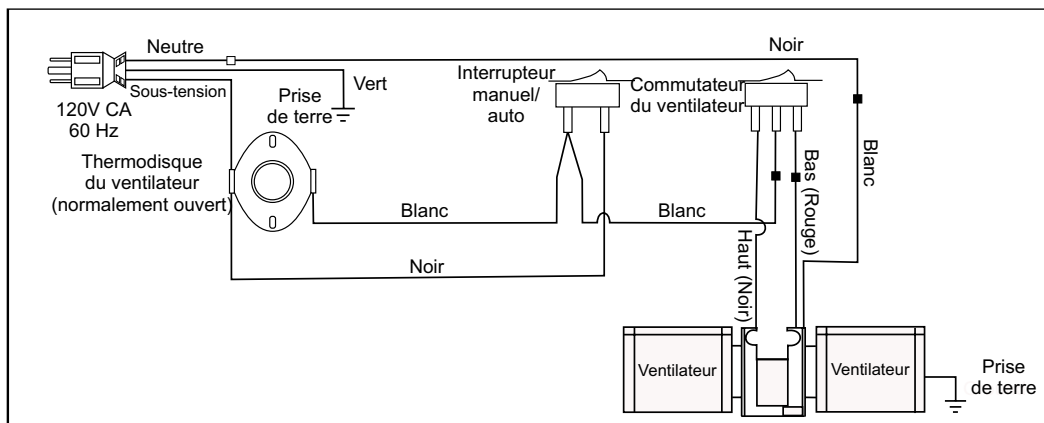 Neutre
Noir
Sous-tension
Vert
120V CA
60 Hz
Prise
de terre
Interrupteur
manuel/
auto
Commutateur
du ventilateur
Thermodisque
du ventilateur
(normalement ouvert)
Blanc
Blanc
Noir
Haut (Noir)
Bas (Rouge)
Blanc
Ventilateur
Ventilateur
Prise
de terre